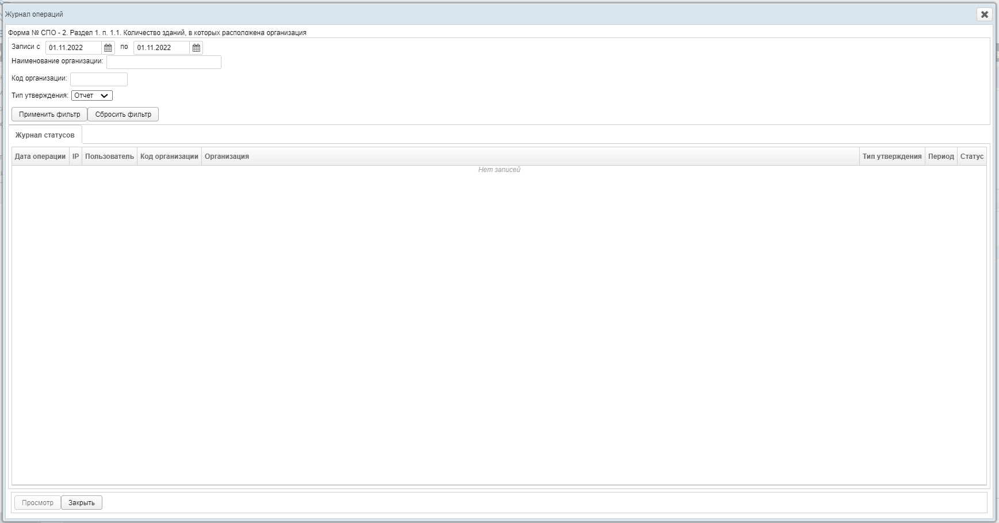 Журнал операций
Форма № СПО - 2. Раздел 1. п. 1.1. Количество зданий, в которых расположена организация
Записи с 01.11.2022 по 01.11.2022
Наименование организации:
Код организации:
Тип утверждения: Отчет
Применить фильтр Сбросить фильтр
Журнал статусов
Дата операции IP Пользователь Код организации Организация Тип утверждения Период Статус
Нет записей
Просмотр Закрыть